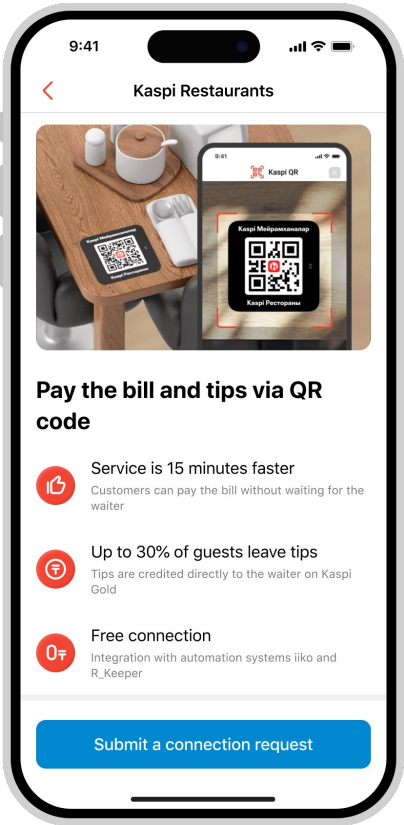 9:41
Kaspi Restaurants
Kaspi Мейрамханалар
Kaspi Рестораны
9:41
Kaspi QR
Kaspi Мейрамханалар
Kaspi Рестораны
Pay the bill and tips via QR
code
Service is 15 minutes faster
Customers can pay the bill without waiting for the
waiter
Up to 30% of guests leave tips
Tips are credited directly to the waiter on Kaspi
Gold
0₸
Free connection
Integration with automation systems iiko and
R_Keeper
Submit a connection request